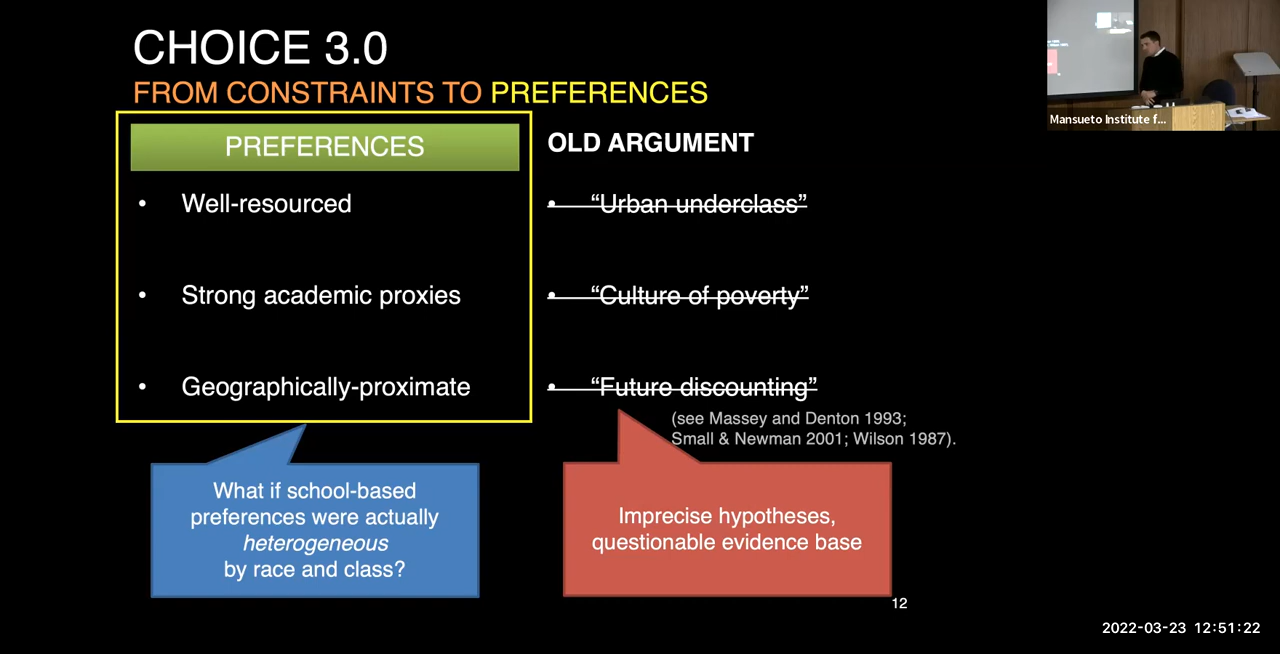 CHOICE 3.0
FROM CONSTRAINTS TO PREFERENCES
PREFERENCES
• Well-resourced
• Strong academic proxies
• Geographically-proximate
OLD ARGUMENT
• “Urban underclass”
• “Culture of poverty”
• “Future discounting”
(see Massey and Denton 1993;
Small & Newman 2001; Wilson 1987).
What if school-based
preferences were actually
heterogeneous
by race and class?
Imprecise hypotheses,
questionable evidence base
12
Mansueto Institute f...
2022-03-23 12:51:22